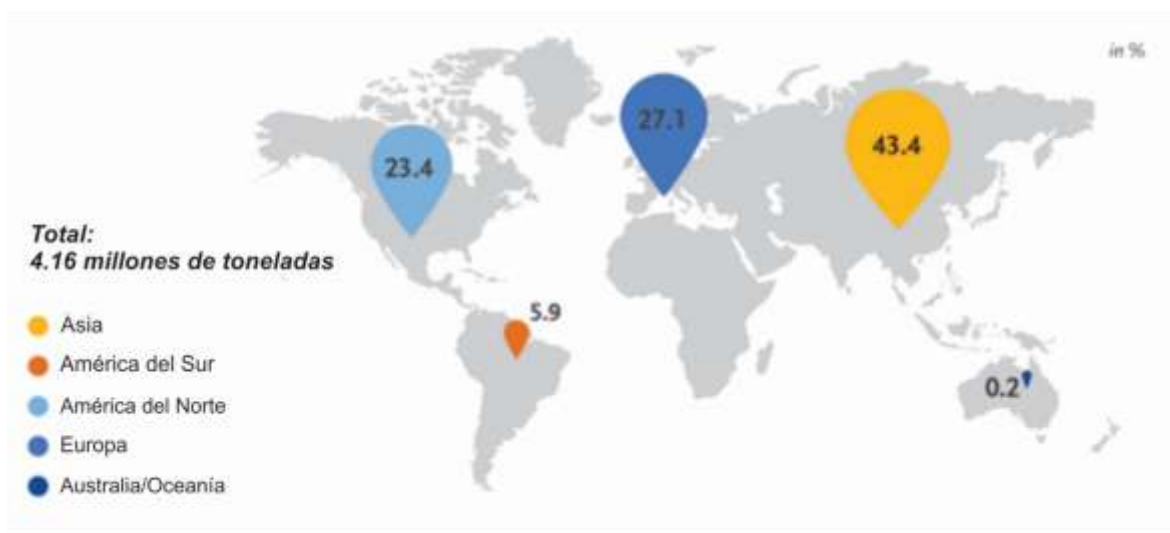 in %
27.1
43.4
23.4
Total:
4.16 millones de toneladas
5.9
Asia
América del Sur
0.2
América del Norte
Europa
Australia/Oceanía